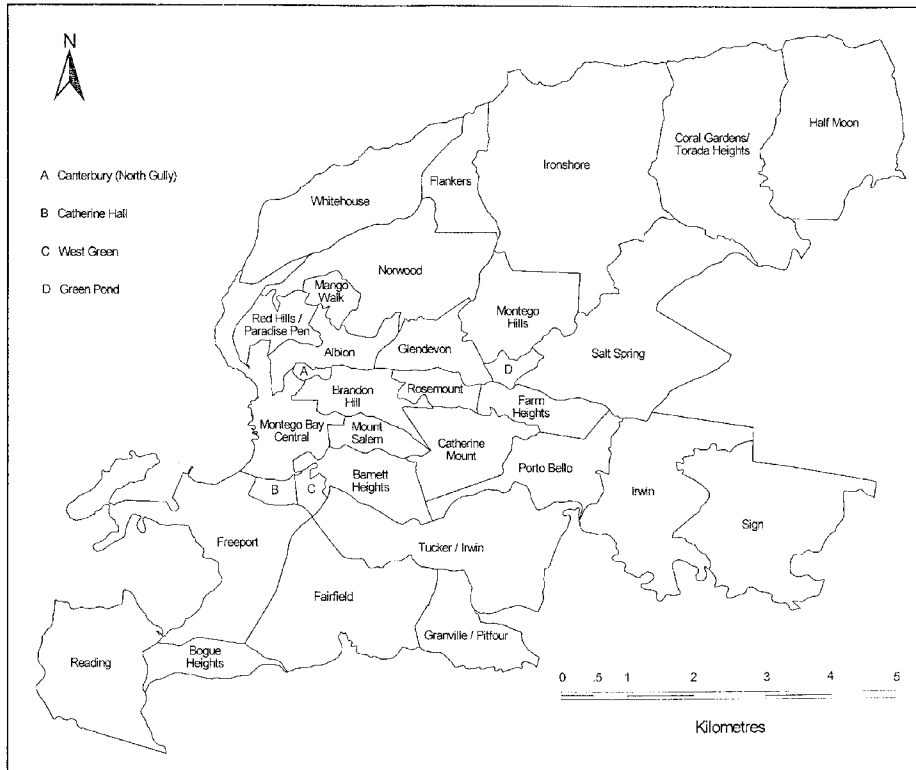 N
A Canterbury (North Gully)
B Catherine Hall
C West Green
D Green Pond
Half Moon
Coral Gardens/
Torada Heights
Ironshore
Flankers
Whitehouse
Norwood
Mango
Walk
Red Hills /
Paradise Pen
Montego
Hills
Albion
Glendevon
Salt Spring
A
D
Brandon
Hill
Rosemount
Farm
Heights
Montego Bay
Central
Mount
Salem
Catherine
Mount
Porto Bello
Barnett
Heights
B
C
Irwin
Sign
Freeport
Tucker / Irwin
Fairfield
Granville / Pitfour
Reading
Bogue
Heights
0 .5 1 2 3 4 5
Kilometres